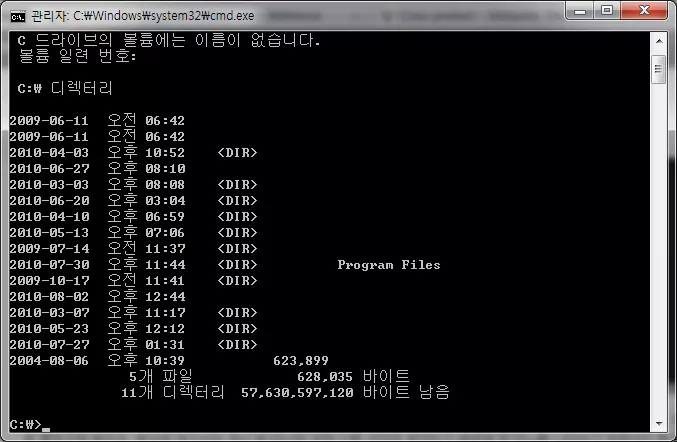 관리자: C:₩Windows₩system32₩cmd.exe
C 드라이브의 볼륨에는 이름이 없습니다.
볼륨 일련 번호:
C:₩ 디렉터리
2009-06-11 오전 06:42
2009-06-11 오전 06:42
2010-04-03 오후 10:52 <DIR>
2010-06-27 오후 08:10
2010-03-03 오후 08:08 <DIR>
2010-06-20 오후 03:04 <DIR>
2010-04-10 오후 06:59 <DIR>
2010-05-13 오후 07:06 <DIR>
2009-07-14 오전 11:37 <DIR>
2010-07-30 오후 11:44 <DIR> Program Files
2009-10-17 오전 11:41 <DIR>
2010-08-02 오후 12:44
2010-03-07 오후 11:17 <DIR>
2010-05-23 오후 12:12 <DIR>
2010-07-27 오후 01:31 <DIR>
2004-08-06 오후 10:39 623,899
5개 파일 628,035 바이트
11개 디렉터리 57,630,597,120 바이트 남음
C:₩>_